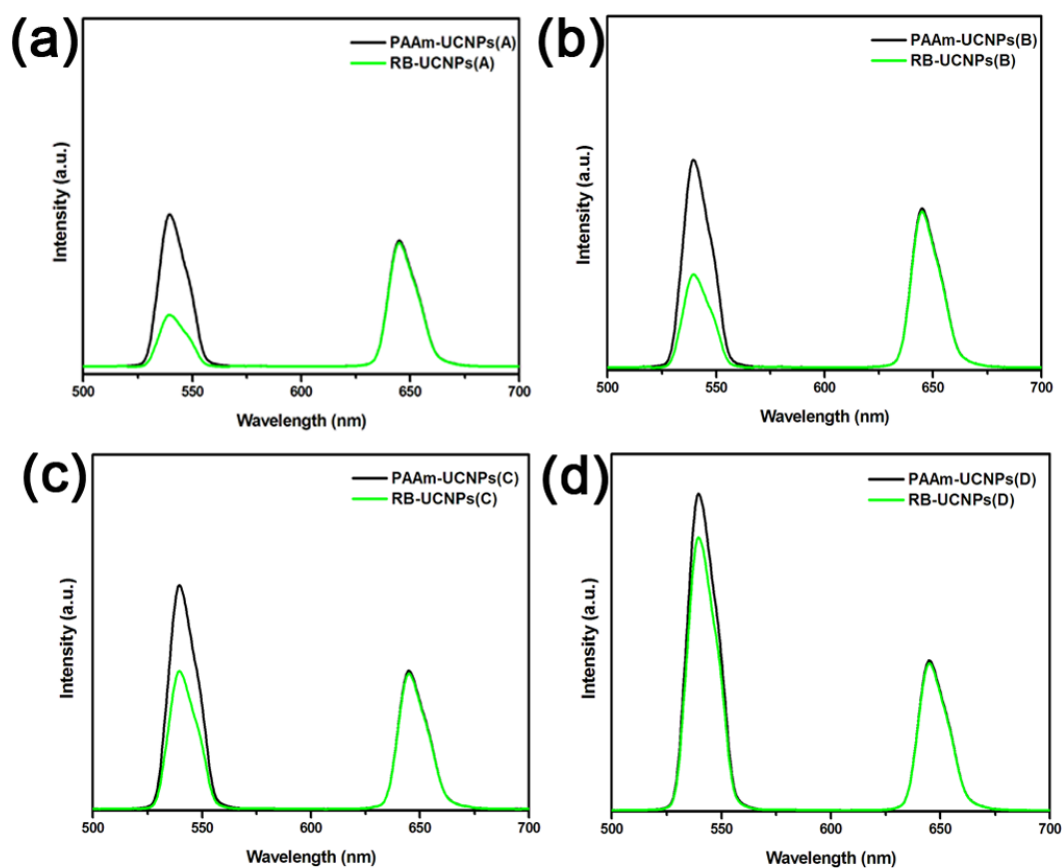 (a)
PAAm-UCNPs(A)
RB-UCNPs(A)
Intensity (a.u.)
500 550 600 650 700
Wavelength (nm)
(b)
PAAm-UCNPs(B)
RB-UCNPs(B)
Intensity (a.u.)
500 550 600 650 700
Wavelength (nm)
(c)
PAAm-UCNPs(C)
RB-UCNPs(C)
Intensity (a.u.)
500 550 600 650 700
Wavelength (nm)
(d)
PAAm-UCNPs(D)
RB-UCNPs(D)
Intensity (a.u.)
500 550 600 650 700
Wavelength (nm)